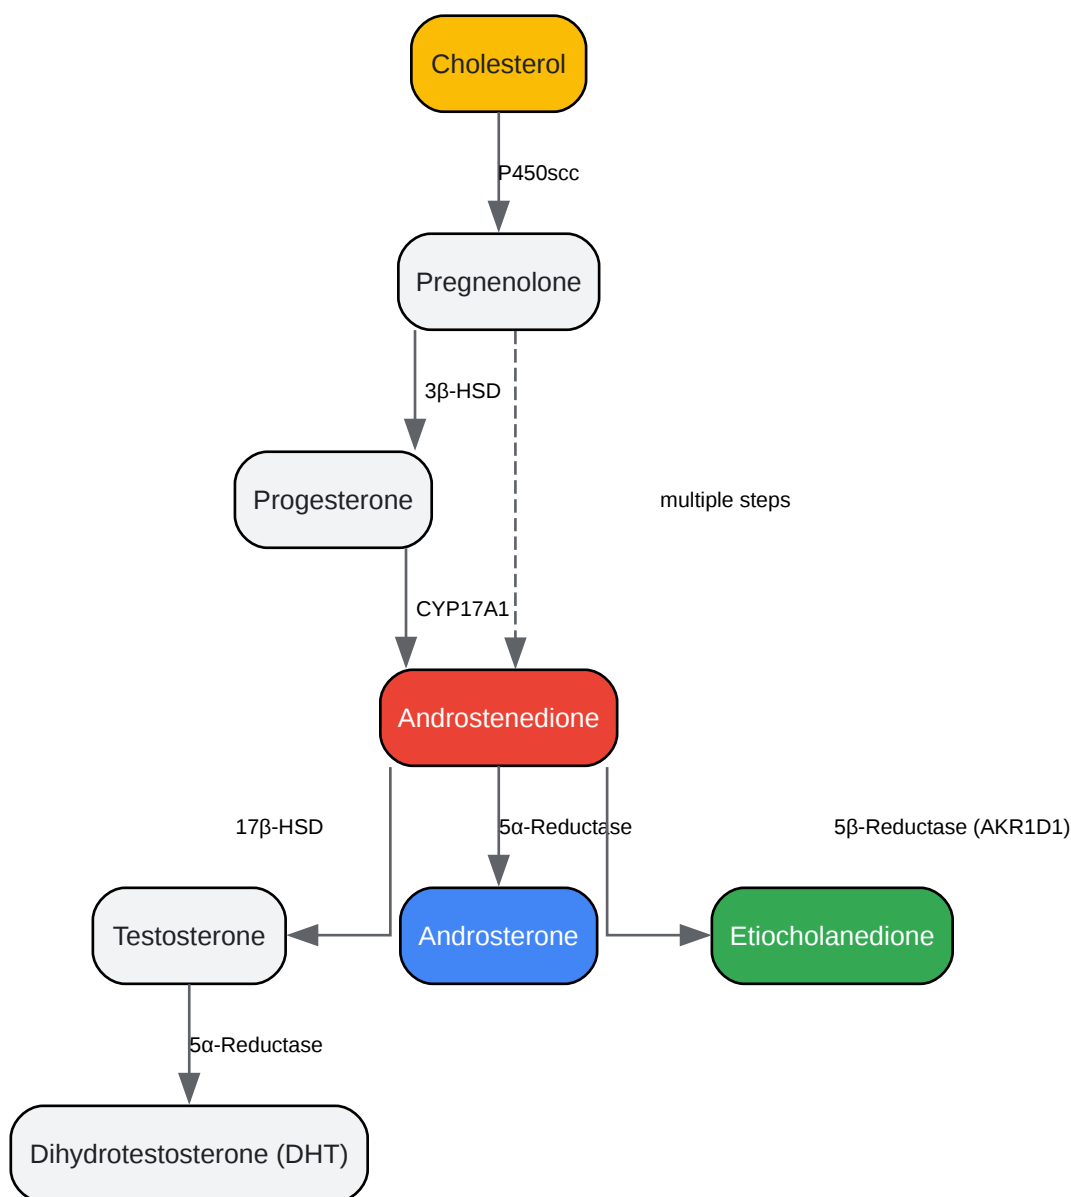 Cholesterol
P450scc
Pregnenolone
3β-HSD
Progesterone
multiple steps
CYP17A1
Androstenedione
17β-HSD
5α-Reductase
5β-Reductase (AKR1D1)
Testosterone
Androsterone
Etiocholanedione
5α-Reductase
Dihydrotestosterone (DHT)